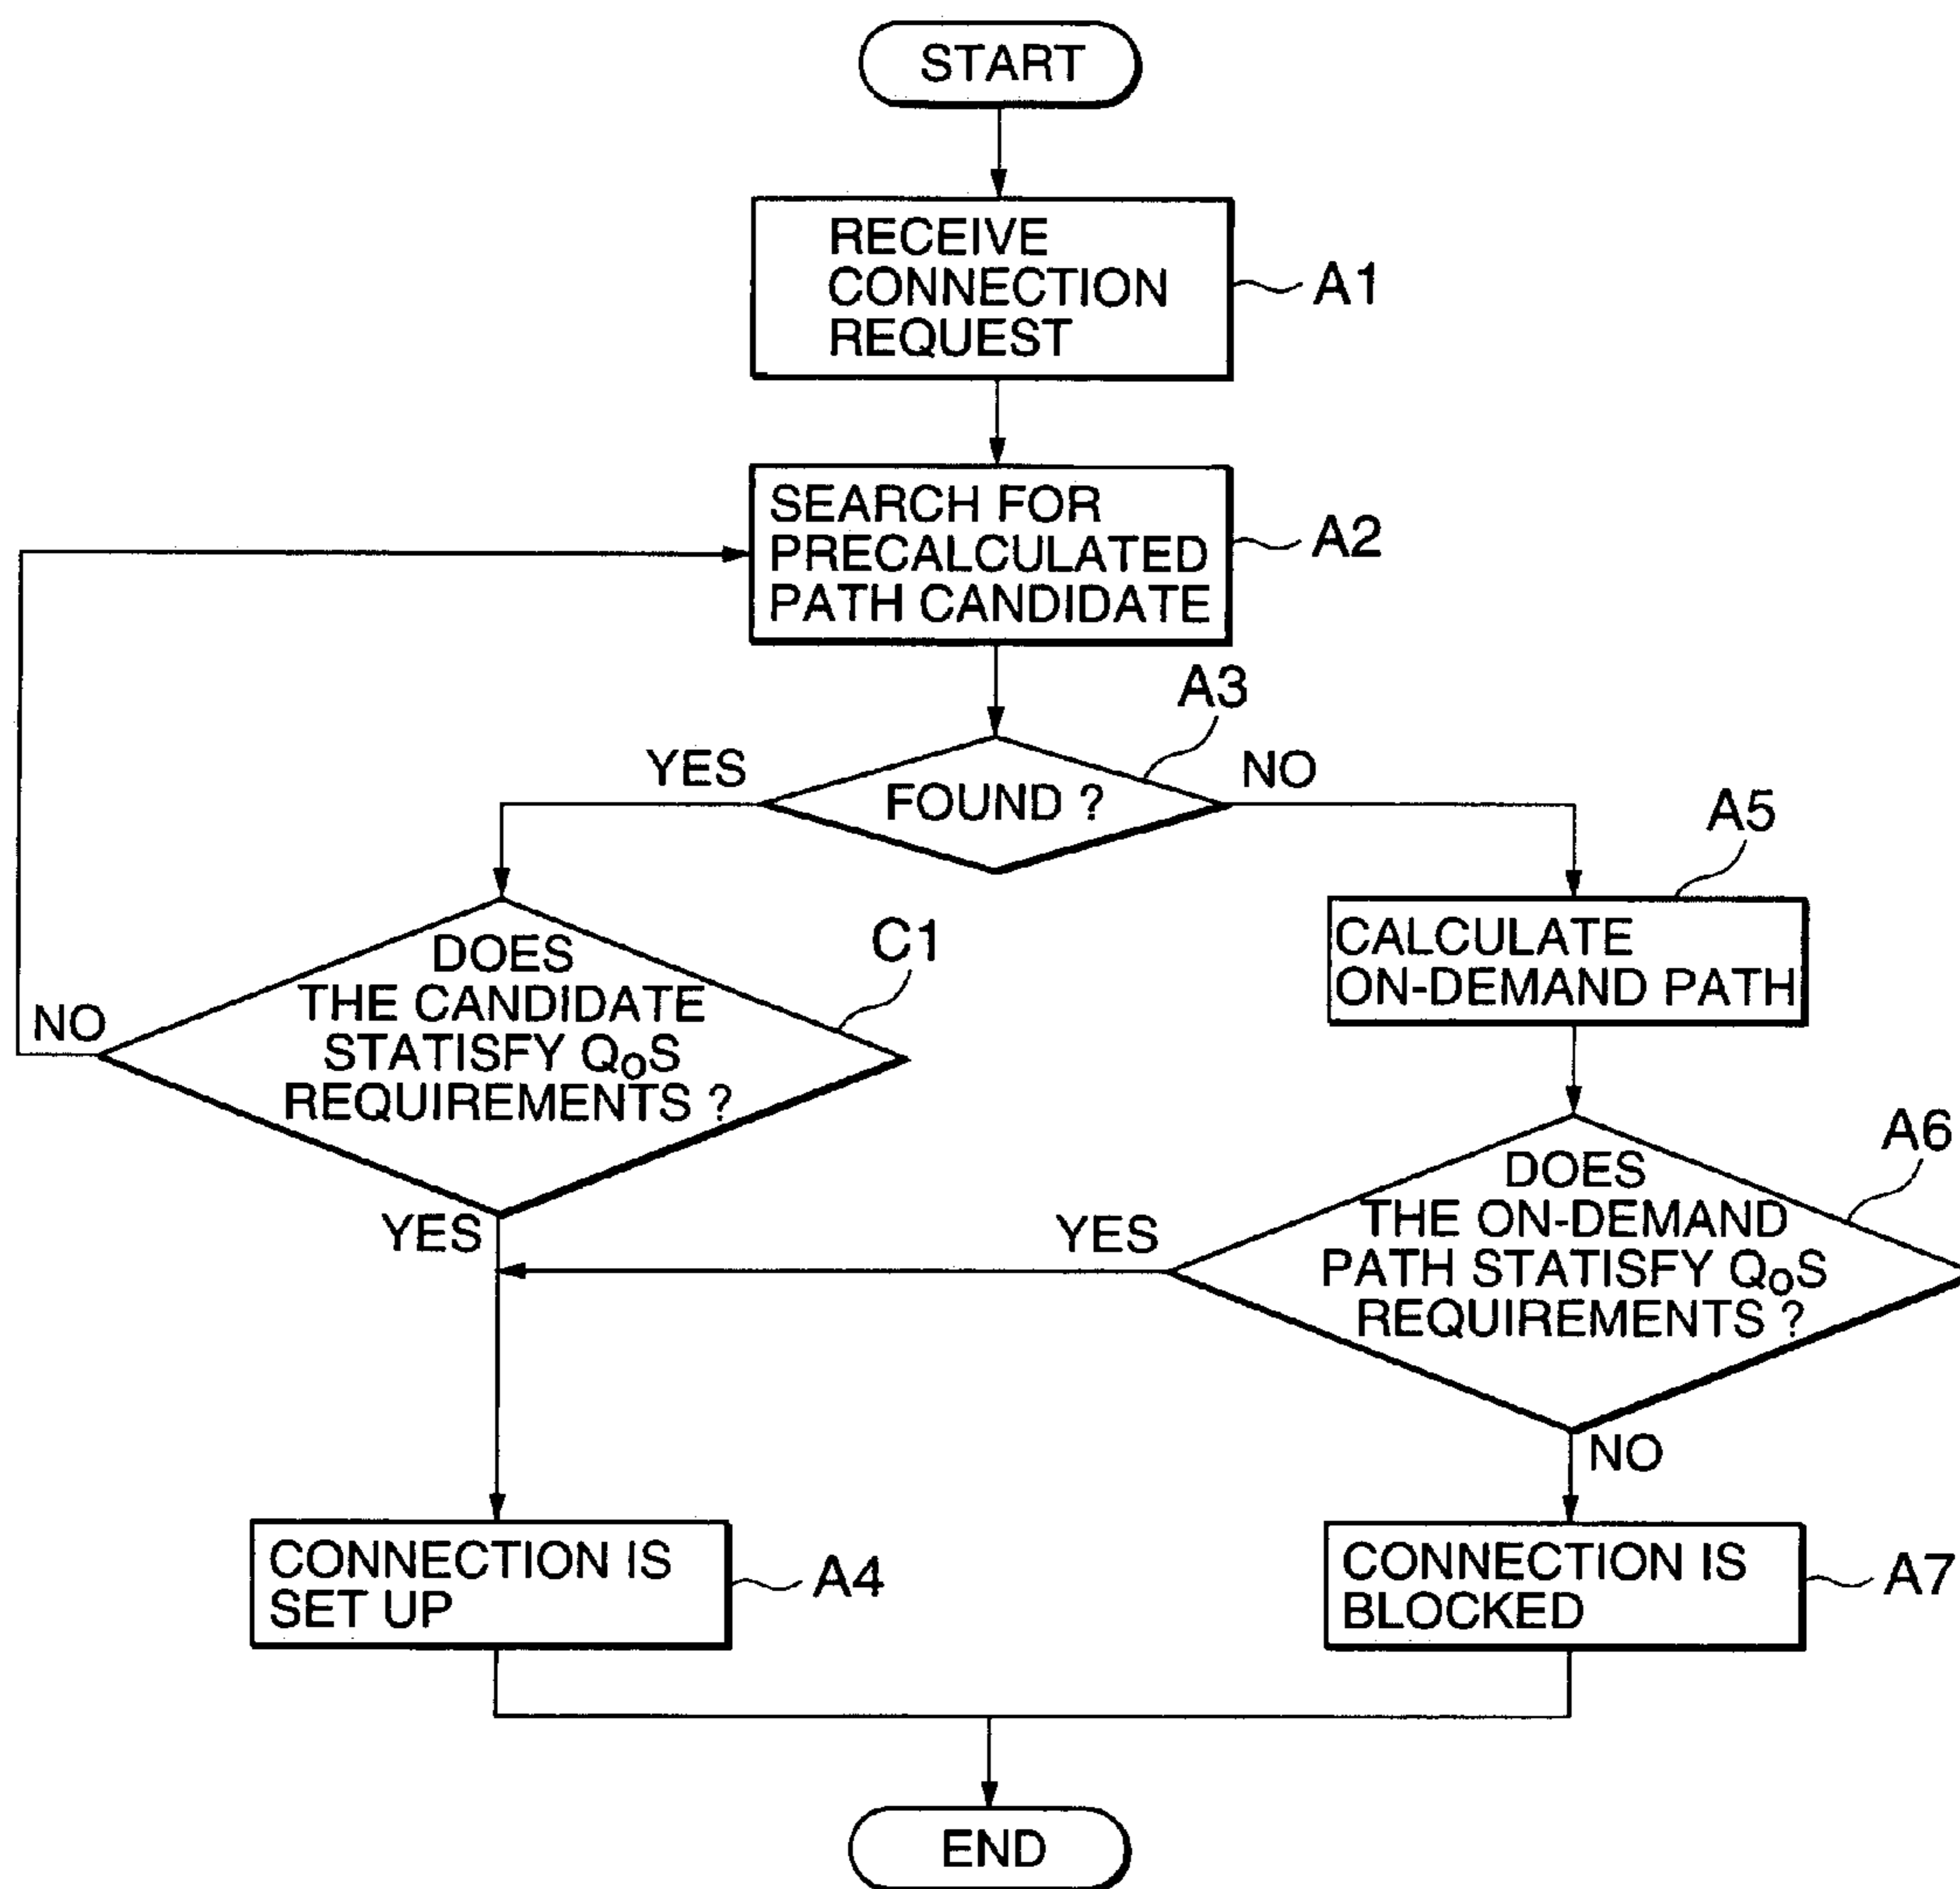 START
RECEIVE
CONNECTION
REQUEST
A1
SEARCH FOR
PRECALCULATED
PATH CANDIDATE
A2
A3
YES
NO
FOUND ?
A5
CALCULATE
ON-DEMAND PATH
C1
DOES
THE CANDIDATE
STATISFY QoS
REQUIREMENTS ?
NO
YES
A6
DOES
THE ON-DEMAND
PATH STATISFY QoS
REQUIREMENTS ?
YES
NO
CONNECTION IS
SET UP
A4
CONNECTION IS
BLOCKED
A7
END